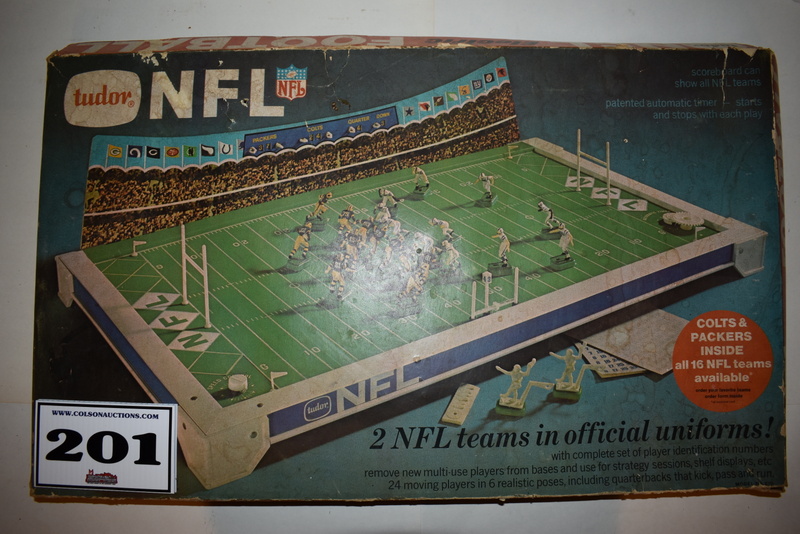 FOOTBALL
tudor® NFL
NFL
scoreboard can
show all NFL teams
patented automatic timer starts
and stops with each play
PACKERS COLTS QUARTER DOWN
NFL
tudor NFL
COLTS &
PACKERS
INSIDE
all 16 NFL teams
available*
2 NFL teams in official uniforms!
with complete set of player identification numbers
remove new multi-use players from bases and use for strategy sessions, shelf displays, etc.
24 moving players in 6 realistic poses, including quarterbacks that kick, pass and run
WWW.COLSONAUCTIONS.COM
201